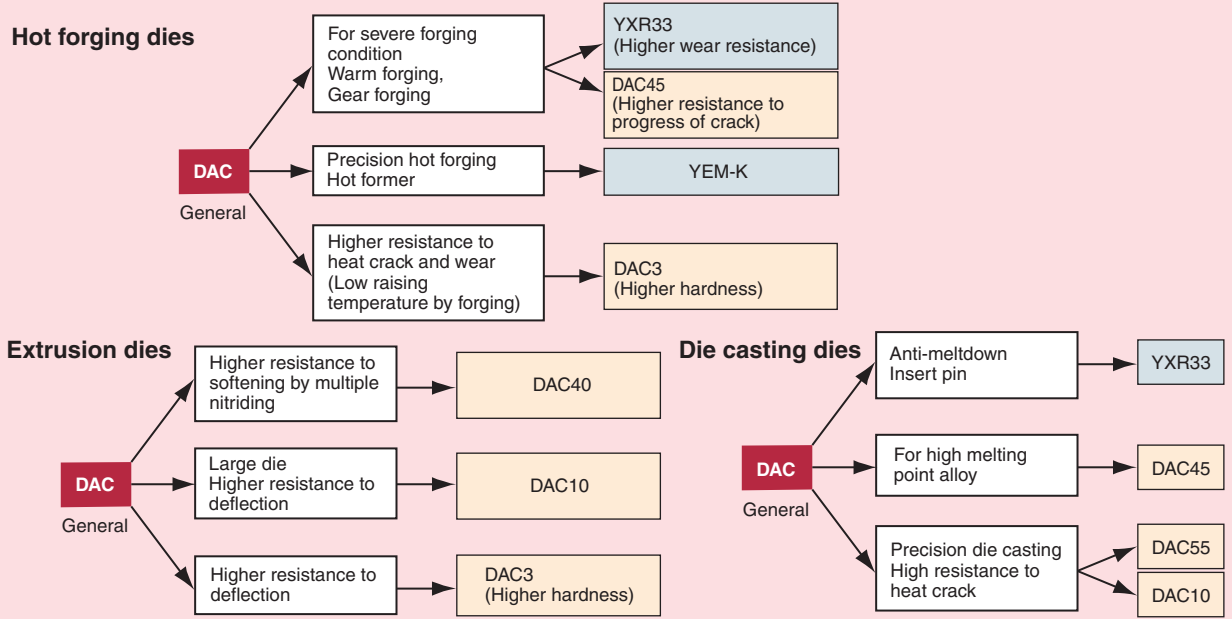 Hot forging dies
DAC
General
For severe forging
condition
Warm forging,
Gear forging
YXR33
(Higher wear resistance)
DAC45
(Higher resistance to
progress of crack)
Precision hot forging
Hot former
YEM-K
Higher resistance to
heat crack and wear
(Low raising
temperature by forging)
DAC3
(Higher hardness)
Extrusion dies
DAC
General
Higher resistance to
softening by multiple
nitriding
DAC40
Large die
Higher resistance to
deflection
DAC10
Higher resistance to
deflection
DAC3
(Higher hardness)
Die casting dies
DAC
General
Anti-meltdown
Insert pin
YXR33
For high melting
point alloy
DAC45
Precision die casting
High resistance to
heat crack
DAC55
DAC10